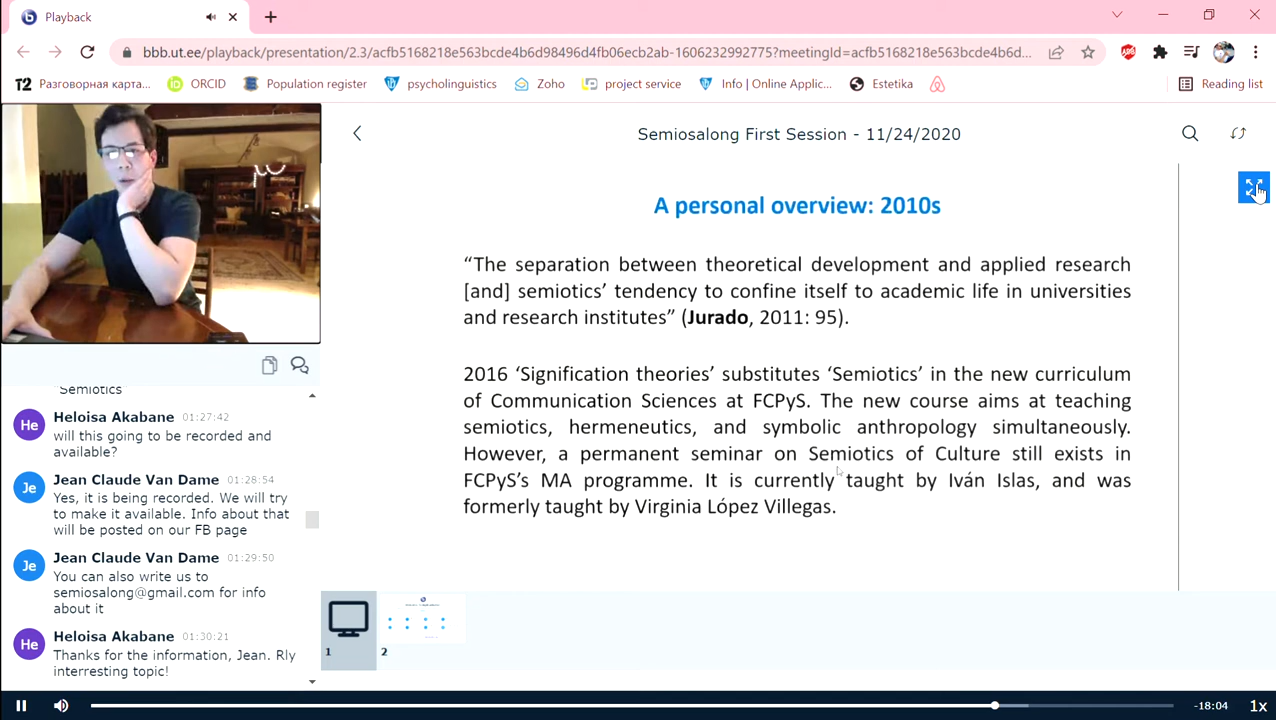 Playback
bbb.ut.ee/playback/presentation/2.3/acfb5168218e563bcde4b6d98496d4fb06ecb2ab-1606232992775?meetingId=acfb5168218e563bcde4b6d...
T2 Разговорная карта...
ORCID
Population register
psycholinguistics
Zoho
project service
Info | Online Applic...
Estetika
Reading list
Semiosalong First Session - 11/24/2020
A personal overview: 2010s
“The separation between theoretical development and applied research
[and] semiotics’ tendency to confine itself to academic life in universities
and research institutes” (Jurado, 2011: 95).
2016 ‘Signification theories’ substitutes ‘Semiotics’ in the new curriculum
of Communication Sciences at FCPyS. The new course aims at teaching
semiotics, hermeneutics, and symbolic anthropology simultaneously.
However, a permanent seminar on Semiotics of Culture still exists in
FCPyS’s MA programme. It is currently taught by Iván Islas, and was
formerly taught by Virginia López Villegas.
"Semiotics"
He
Heloisa Akabane 01:27:42
will this going to be recorded and
available?
Je
Jean Claude Van Dame 01:28:54
Yes, it is being recorded. We will try
to make it available. Info about that
will be posted on our FB page
Je
Jean Claude Van Dame 01:29:50
You can also write us to
semiosalong@gmail.com for info
about it
He
Heloisa Akabane 01:30:21
Thanks for the information, Jean. Rly
interresting topic!
1
2
-18:04
1x